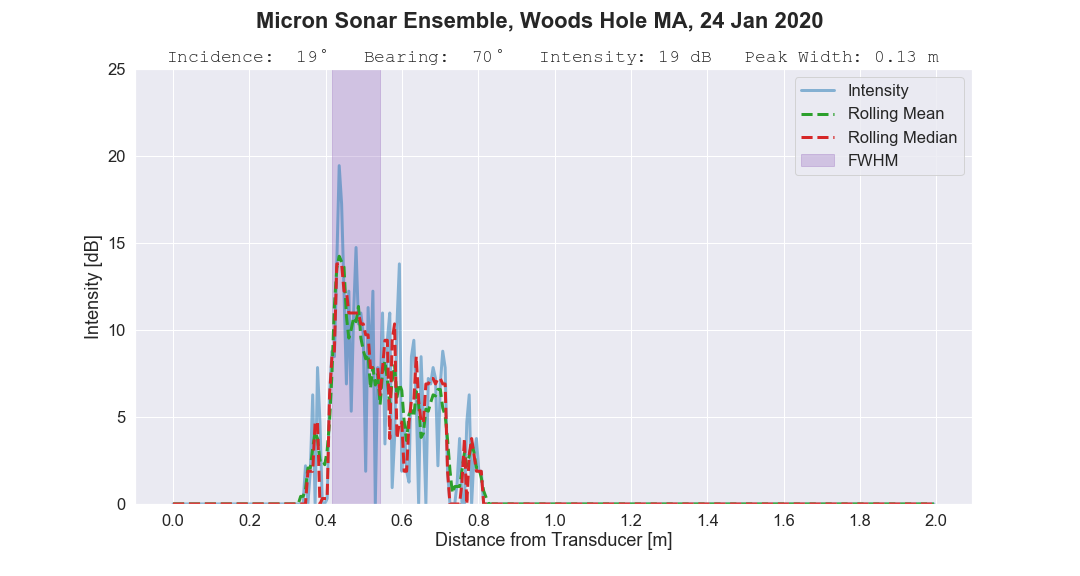 Micron Sonar Ensemble, Woods Hole MA, 24 Jan 2020
Incidence: 19° Bearing: 70° Intensity: 19 dB Peak Width: 0.13 m
25
20
15
10
5
0
Intensity [dB]
Intensity
Rolling Mean
Rolling Median
FWHM
0.0 0.2 0.4 0.6 0.8 1.0 1.2 1.4 1.6 1.8 2.0
Distance from Transducer [m]